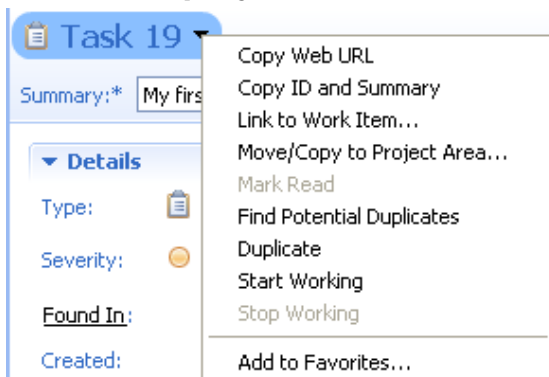 Task 19
Summary:* My firs
Details
Type:
Severity:
Found In:
Created:
Copy Web URL
Copy ID and Summary
Link to Work Item...
Move/Copy to Project Area...
Mark Read
Find Potential Duplicates
Duplicate
Start Working
Stop Working
Add to Favorites...